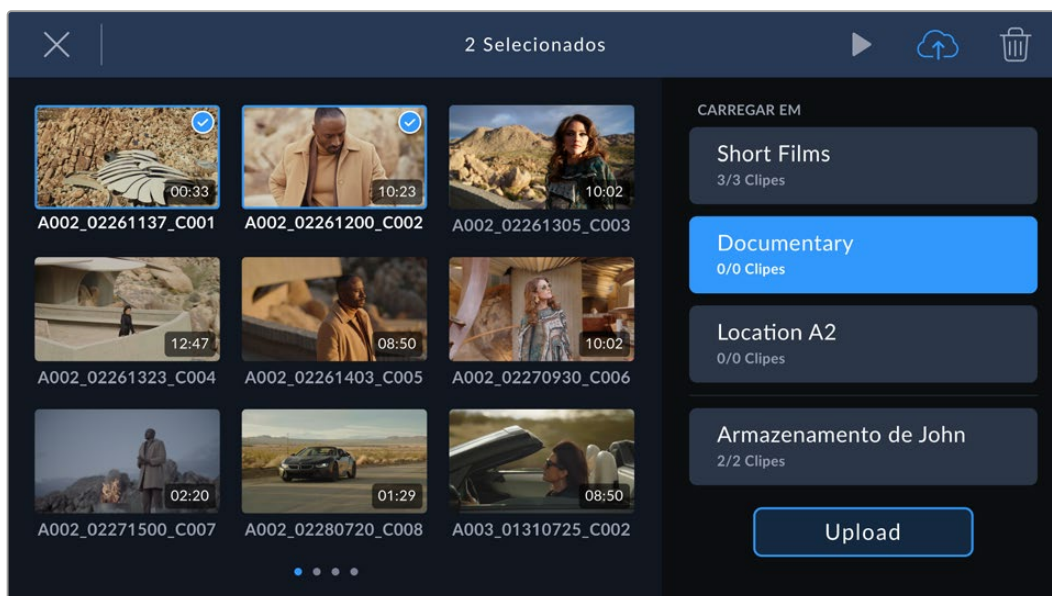 2 Selecionados
00:33
10:23
10:02
A002_02261137_C001
A002_02261200_C002
A002_02261305_C003
12:47
08:50
10:02
A002_02261323_C004
A002_02261403_C005
A002_02270930_C006
02:20
01:29
08:50
A002_02271500_C007
A002_02280720_C008
A003_01310725_C002
CARREGAR EM
Short Films
3/3 Clipes
Documentary
0/0 Clipes
Location A2
0/0 Clipes
Armazenamento de John
2/2 Clipes
Upload